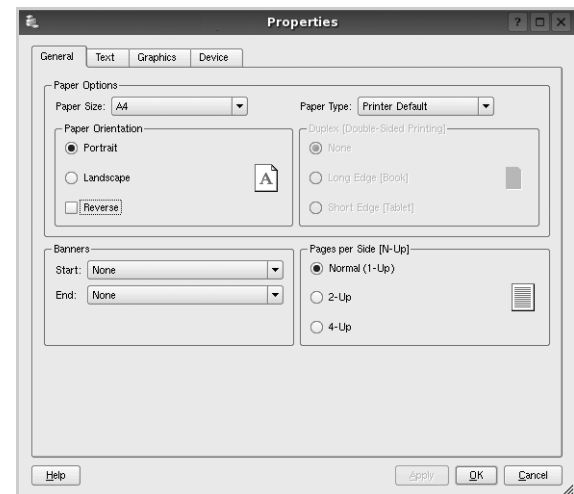 Properties
General Text Graphics Device
Paper Options
Paper Size: A4
Paper Type: Printer Default
Paper Orientation
Portrait
Landscape
A
Reverse
Duplex [Double-Sided Printing]
None
Long Edge [Book]
Short Edge [Tablet]
Banners
Start: None
End: None
Pages per Side [N-Up]
Normal (1-Up)
2-Up
4-Up
Help Apply OK Cancel